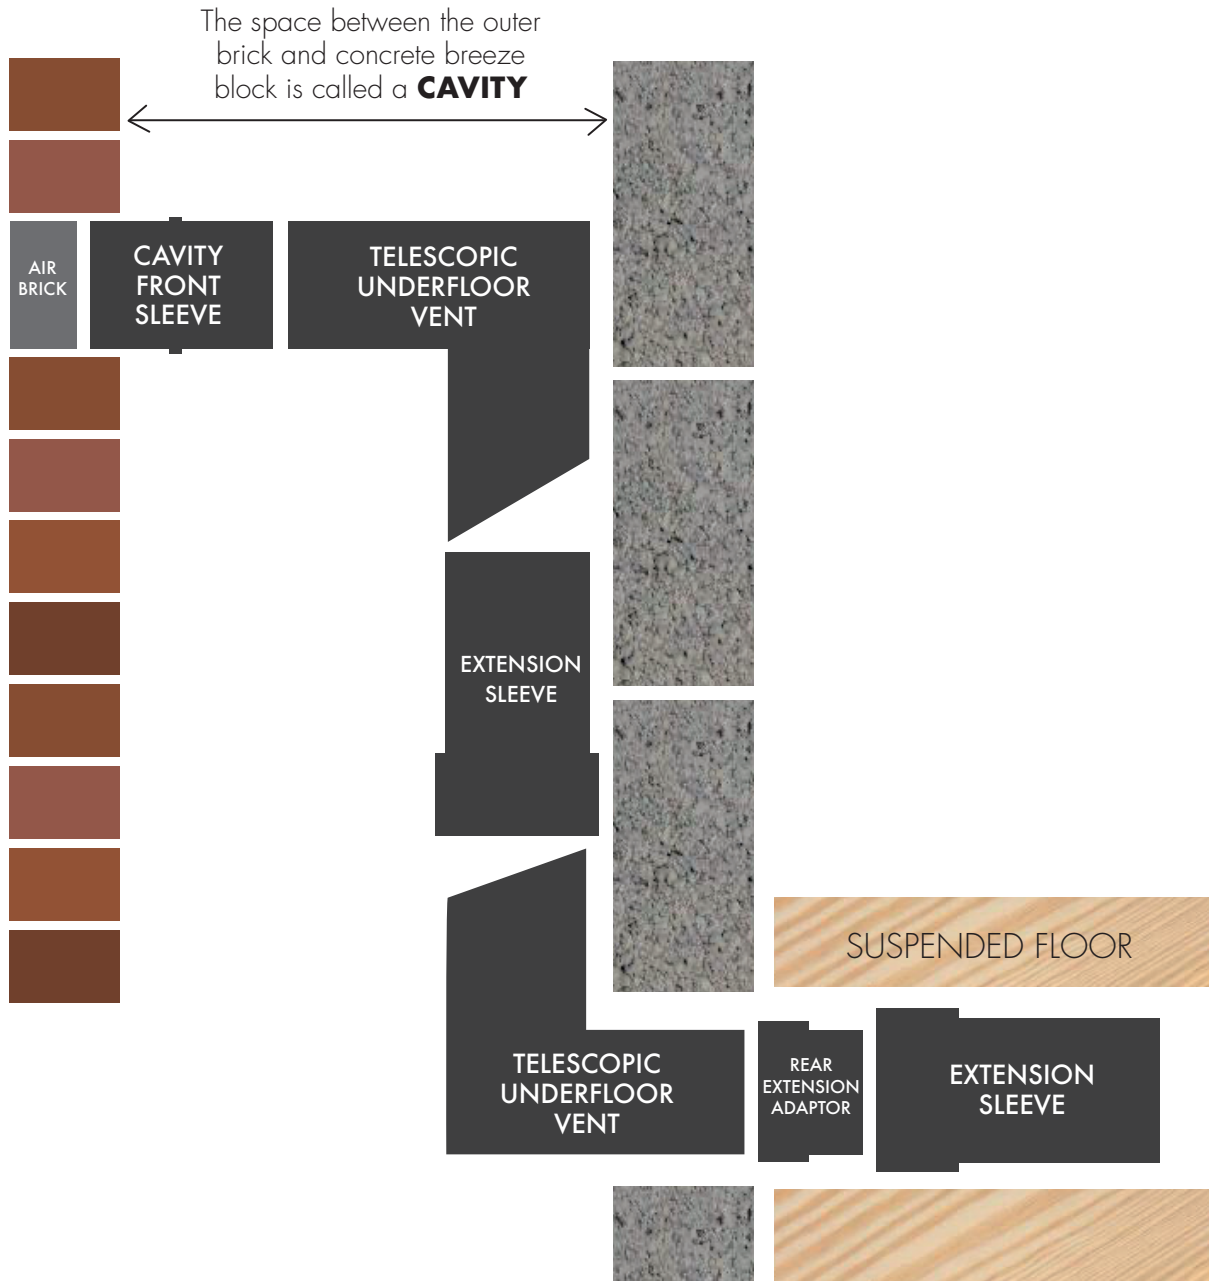 The space between the outer
brick and concrete breeze
block is called a CAVITY
AIR
BRICK
CAVITY
FRONT
SLEEVE
TELESCOPIC
UNDERFLOOR
VENT
EXTENSION
SLEEVE
SUSPENDED FLOOR
TELESCOPIC
UNDERFLOOR
VENT
REAR
EXTENSION
ADAPTOR
EXTENSION
SLEEVE